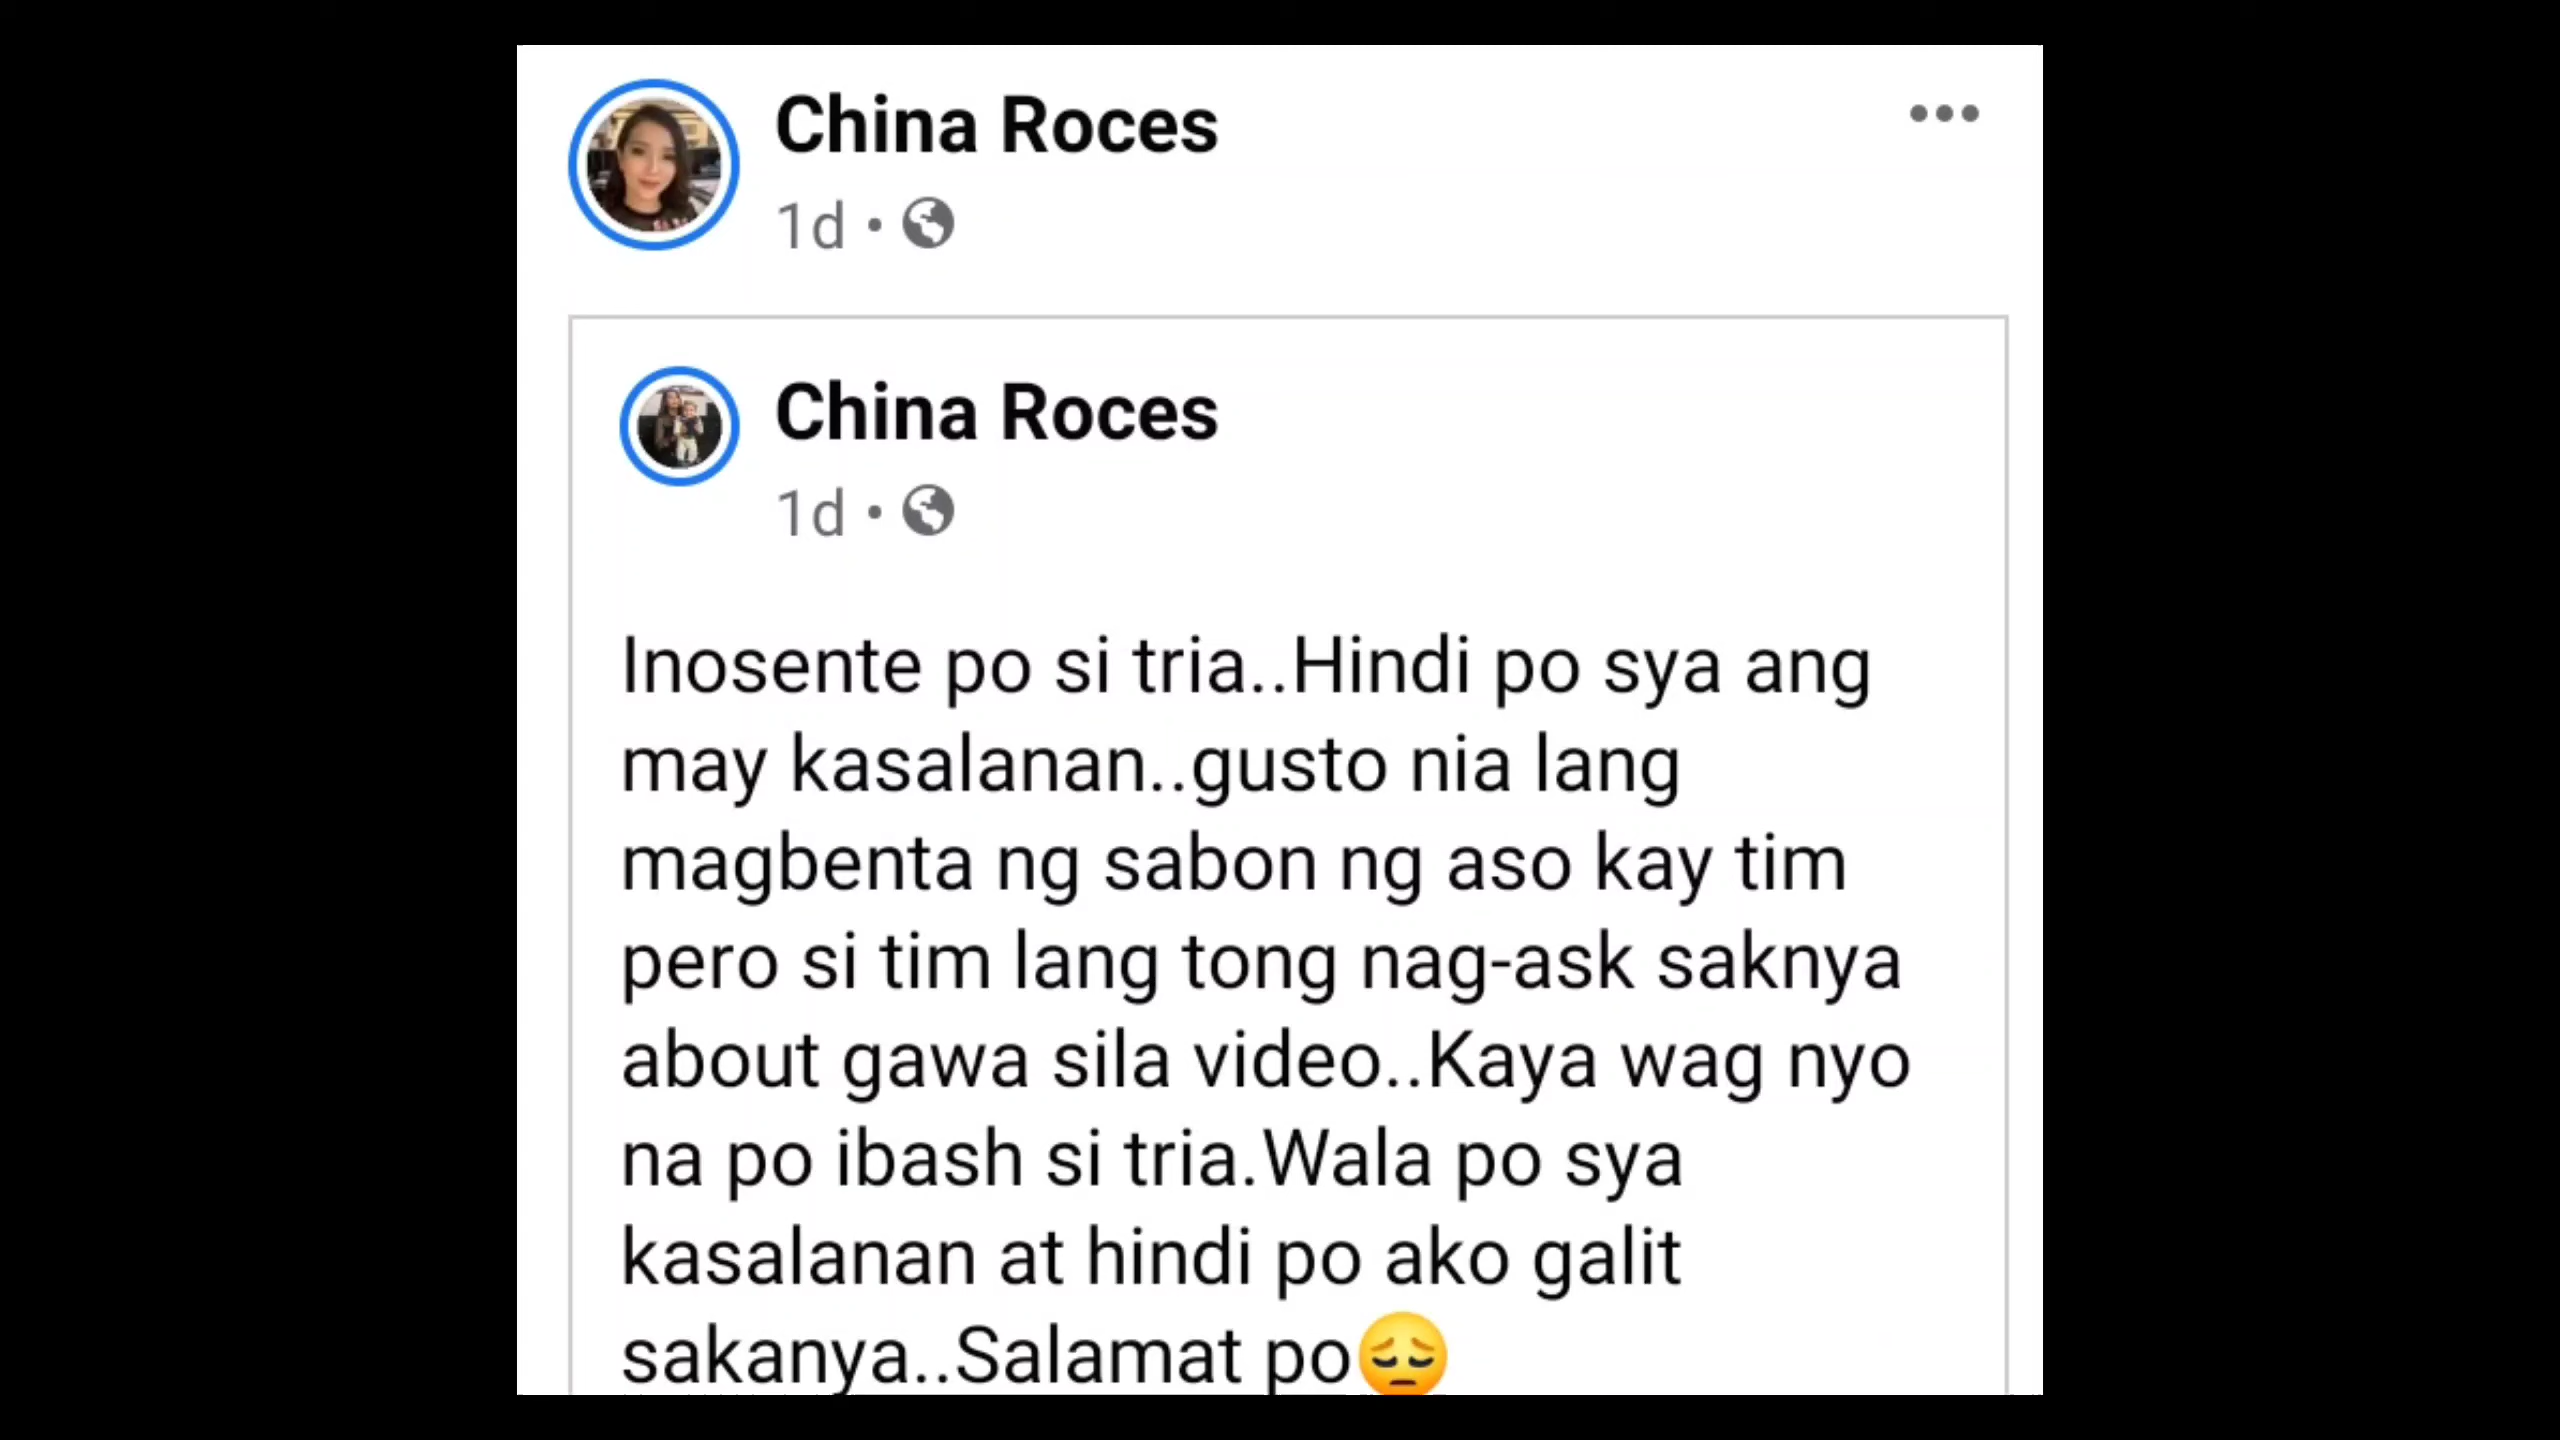 China Roces
1d •
China Roces
1d •
Inosente po si tria..Hindi po sya ang
may kasalanan..gusto nia lang
magbenta ng sabon ng aso kay tim
pero si tim lang tong nag-ask saknya
about gawa sila video..Kaya wag nyo
na po ibash si tria.Wala po sya
kasalanan at hindi po ako galit
sakanya..Salamat po😔